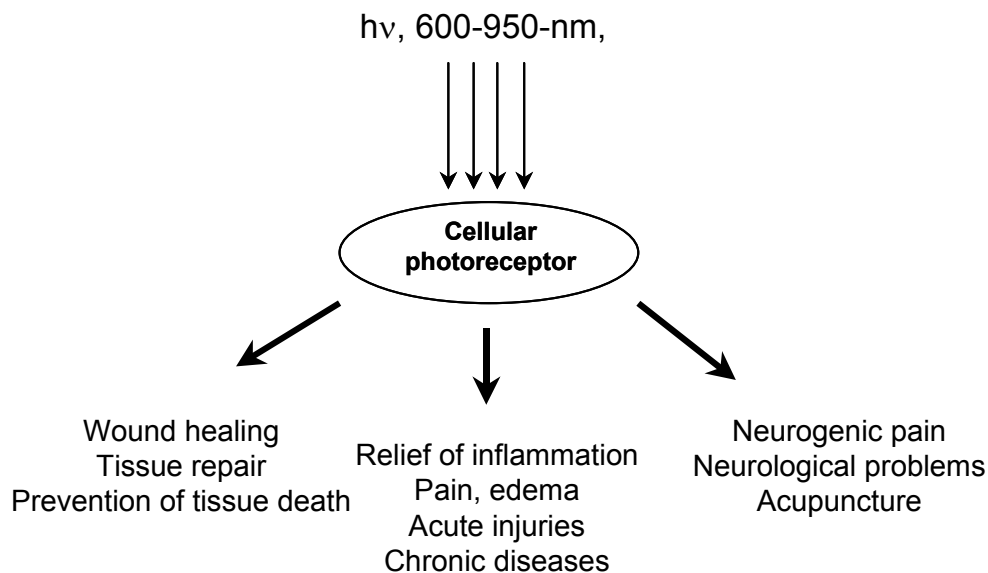 hν, 600-950-nm,
Cellular
photoreceptor
Wound healing
Tissue repair
Prevention of tissue death
Relief of inflammation
Pain, edema
Acute injuries
Chronic diseases
Neurogenic pain
Neurological problems
Acupuncture